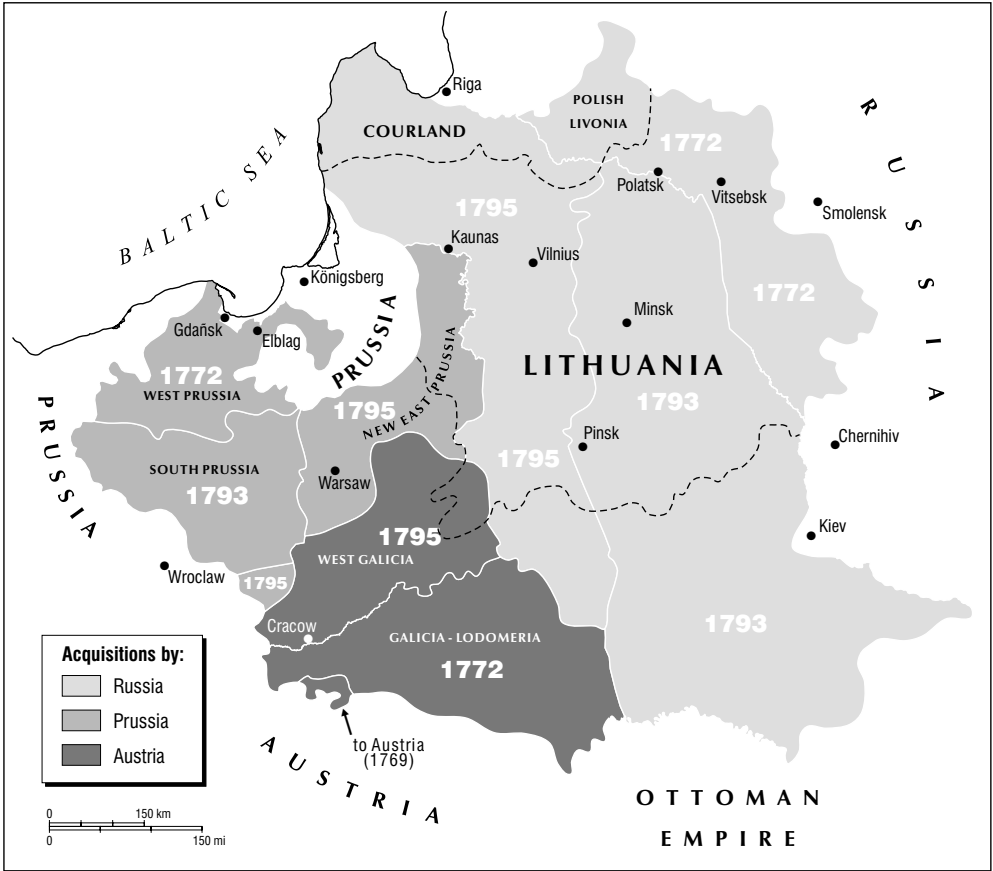 Riga
POLISH
LIVONIA
COURLAND
1772
RUSSIA
BALTIC SEA
Polatsk
Vitsebsk
Smolensk
1795
Kaunas
Vilnius
Königsberg
1772
Minsk
Gdańsk
Elblag
PRUSSIA
LITHUANIA
1772
WEST PRUSSIA
1795
NEW EAST PRUSSIA
1793
PRUSSIA
Pinsk
Chernihiv
SOUTH PRUSSIA
1793
Warsaw
1795
Kiev
1795
WEST GALICIA
Wroclaw
1795
Cracow
GALICIA - LODOMERIA
1772
1793
Acquisitions by:
Russia
Prussia
Austria
to Austria
(1769)
AUSTRIA
OTTOMAN
EMPIRE
0 150 km
0 150 mi